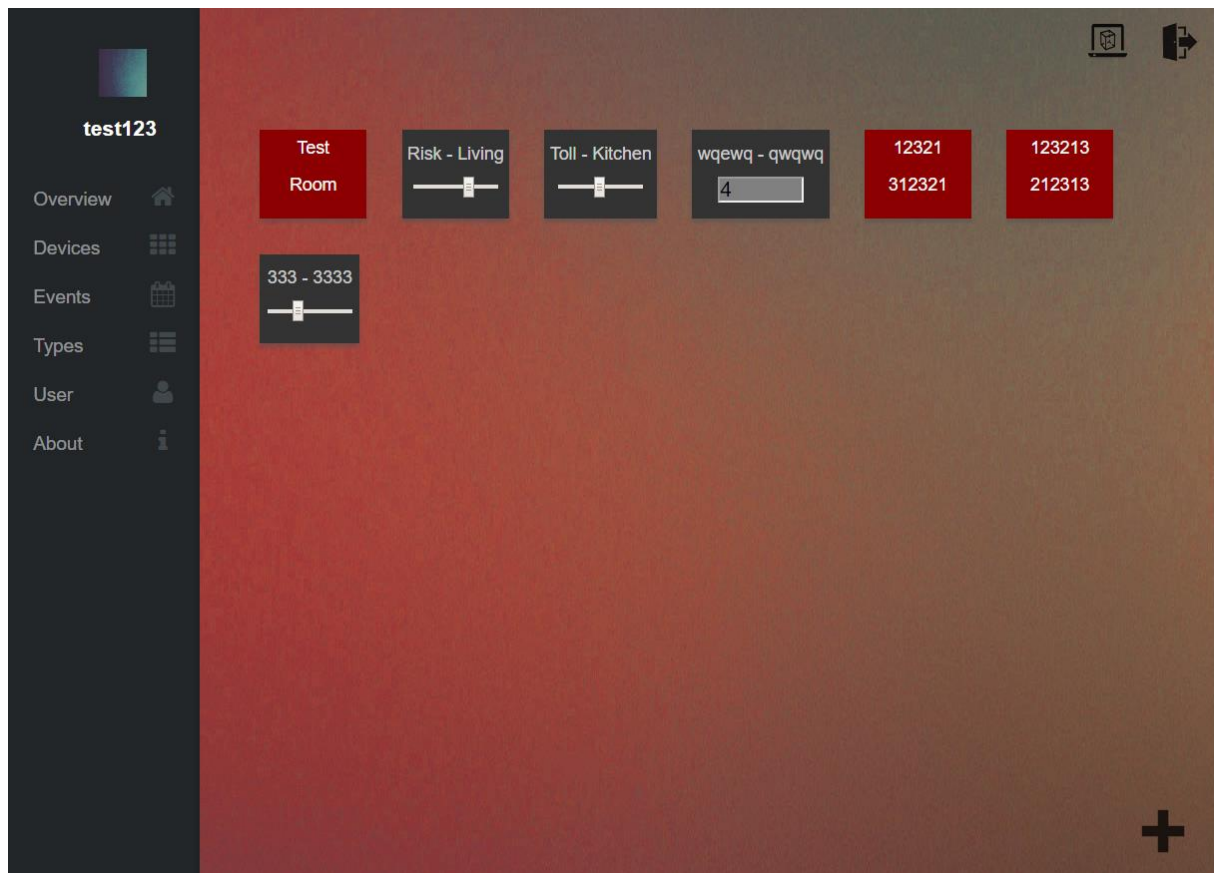 test123
Overview
Devices
Events
Types
User
About
Test
Room
Risk - Living
Toll - Kitchen
wqewq - qwqwq
4
12321
312321
123213
212313
333 - 3333